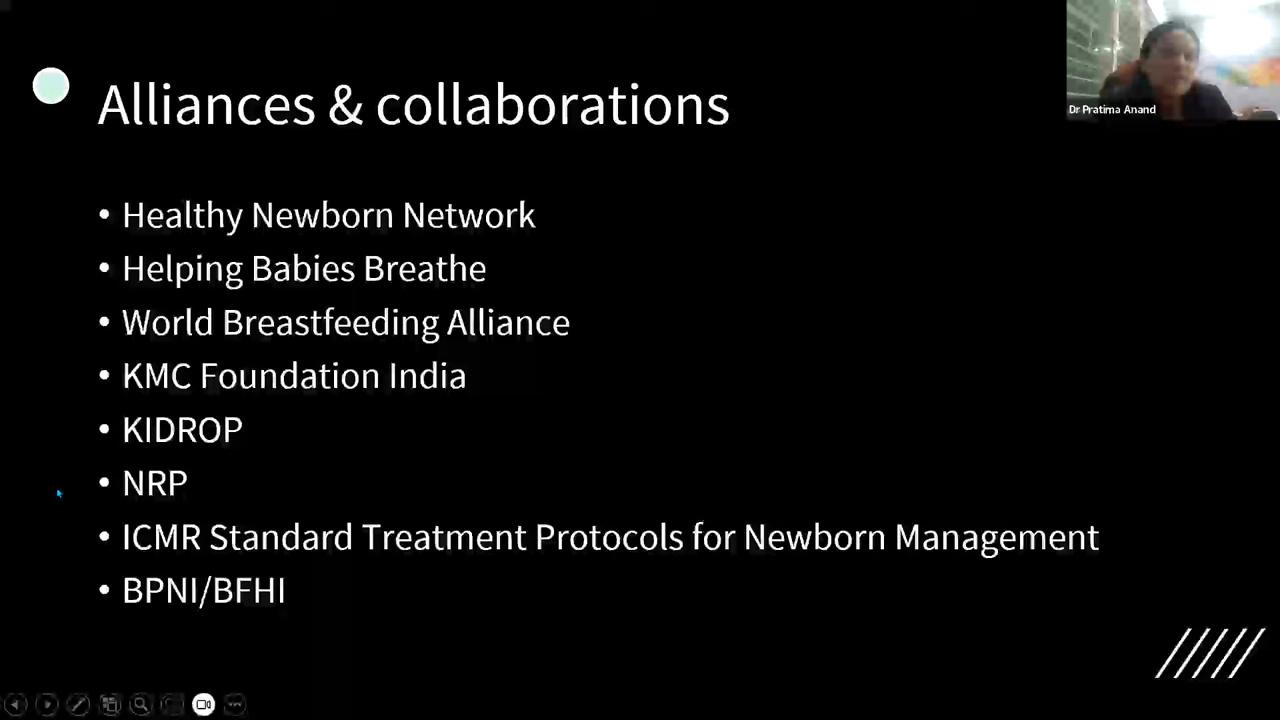 Alliances & collaborations
Dr Pratima Anand
• Healthy Newborn Network
• Helping Babies Breathe
• World Breastfeeding Alliance
• KMC Foundation India
• KIDROP
• NRP
• ICMR Standard Treatment Protocols for Newborn Management
• BPNI/BFHI